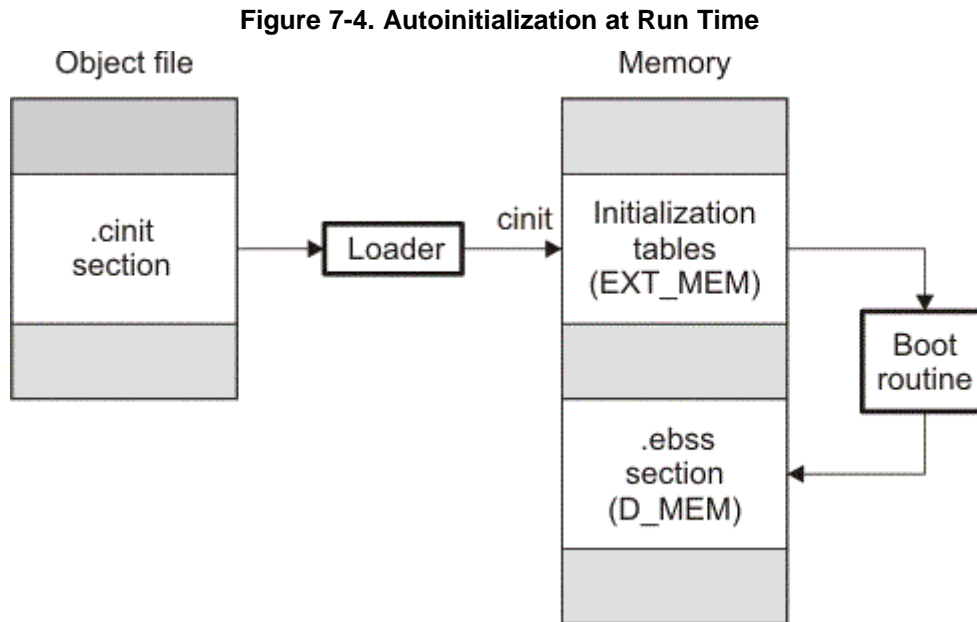 Figure 7-4. Autoinitialization at Run Time
Object file
Memory
.cinit
section
Loader
cinit
Initialization
tables
(EXT_MEM)
Boot
routine
.ebss
section
(D_MEM)